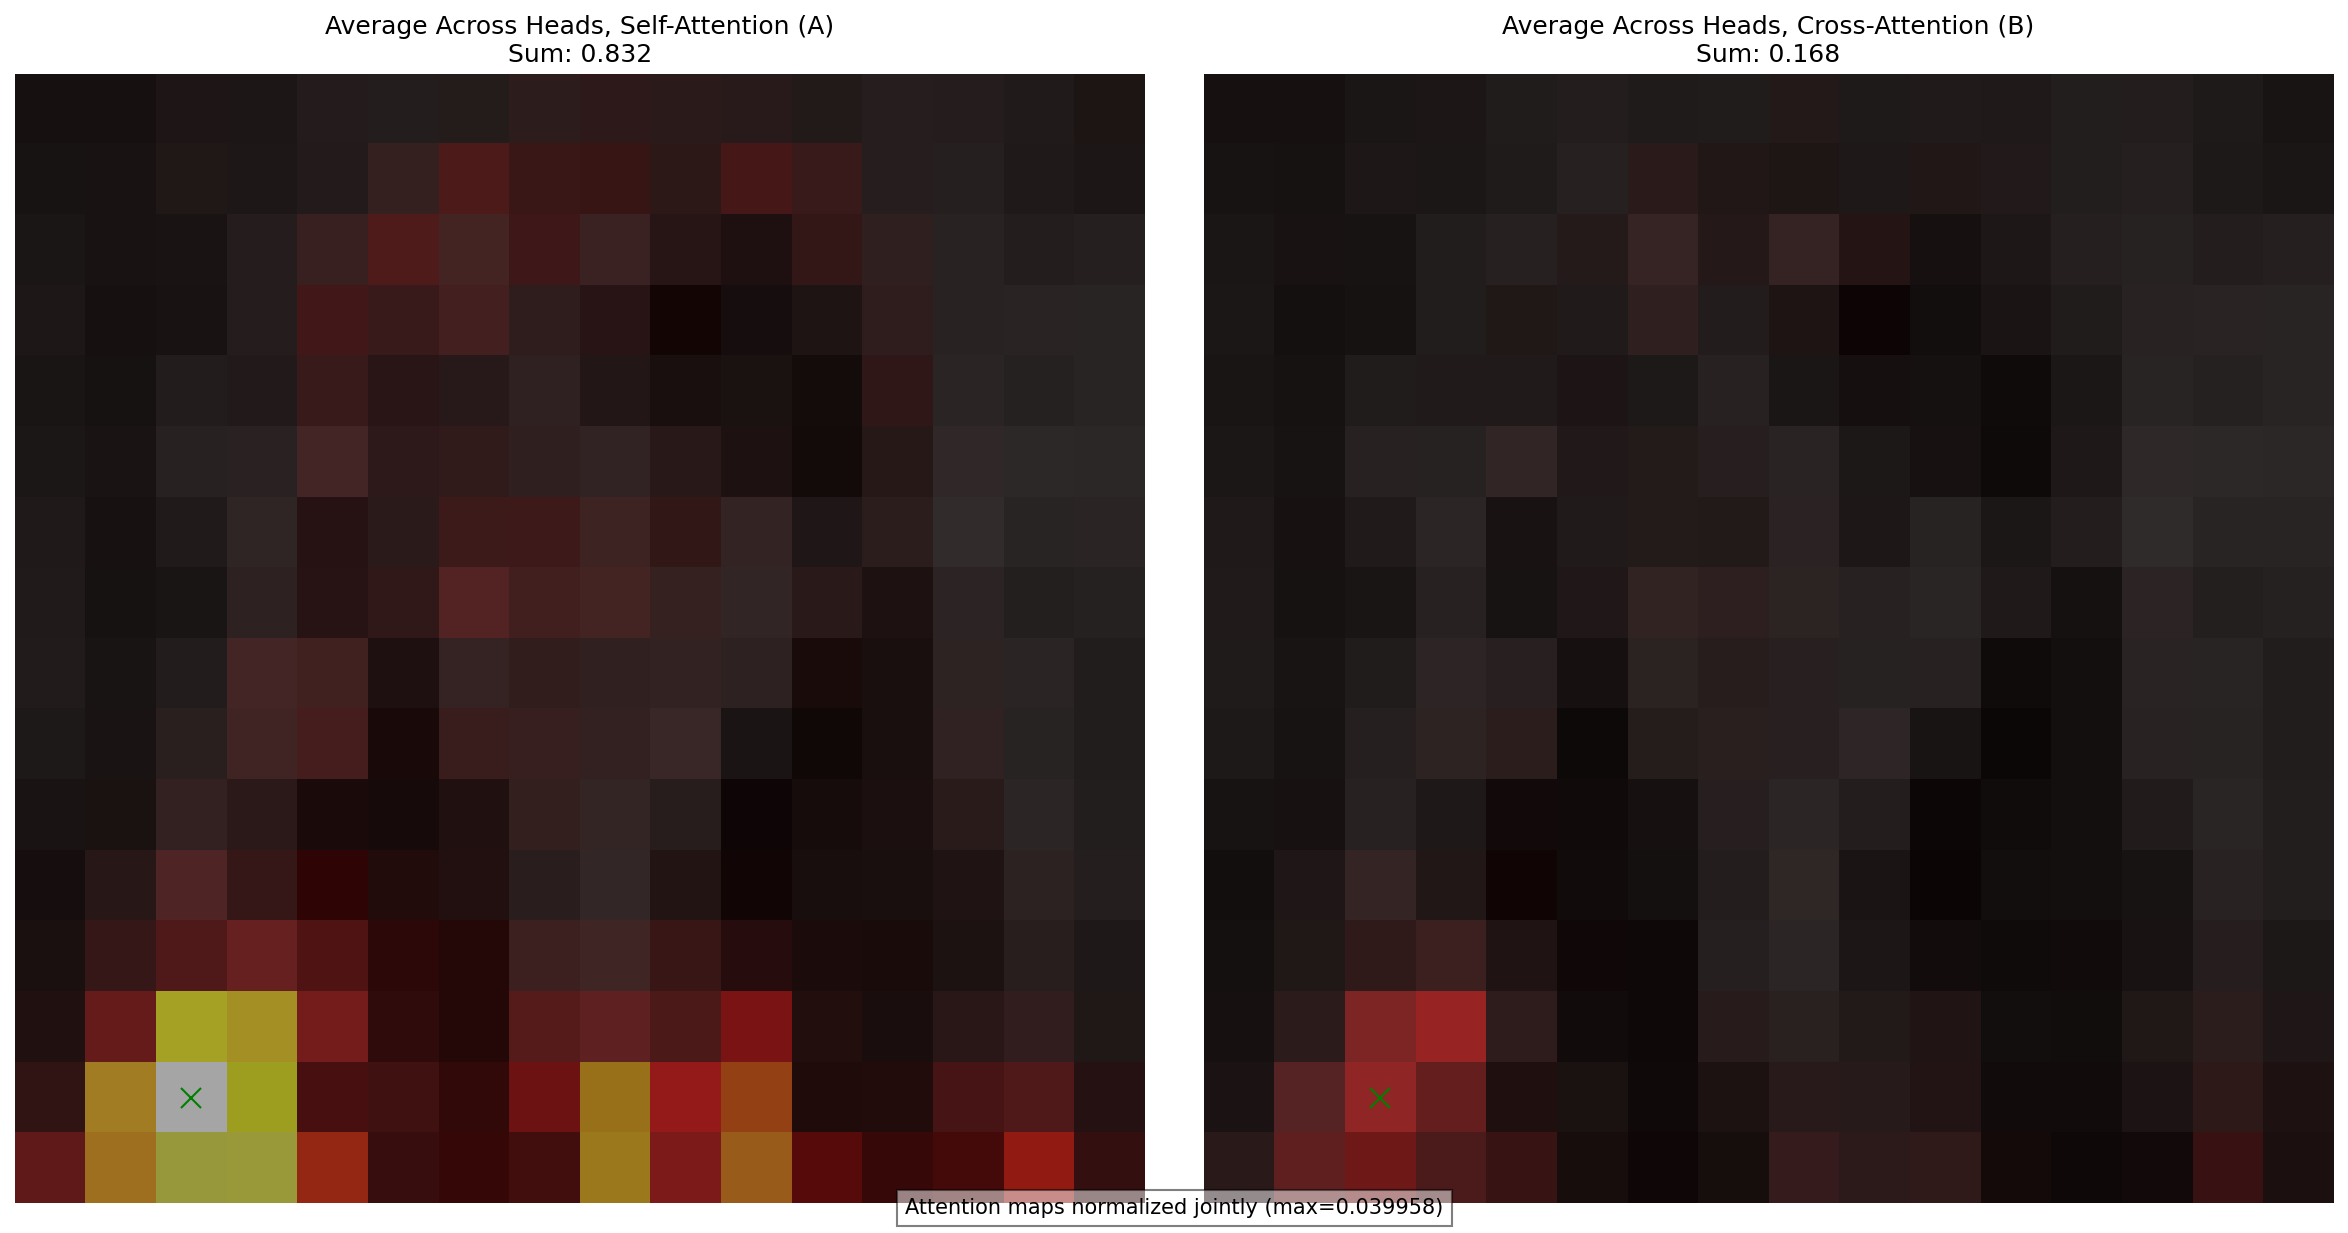 Average Across Heads, Self-Attention (A)
Sum: 0.832
Average Across Heads, Cross-Attention (B)
Sum: 0.168
Attention maps normalized jointly (max=0.039958)